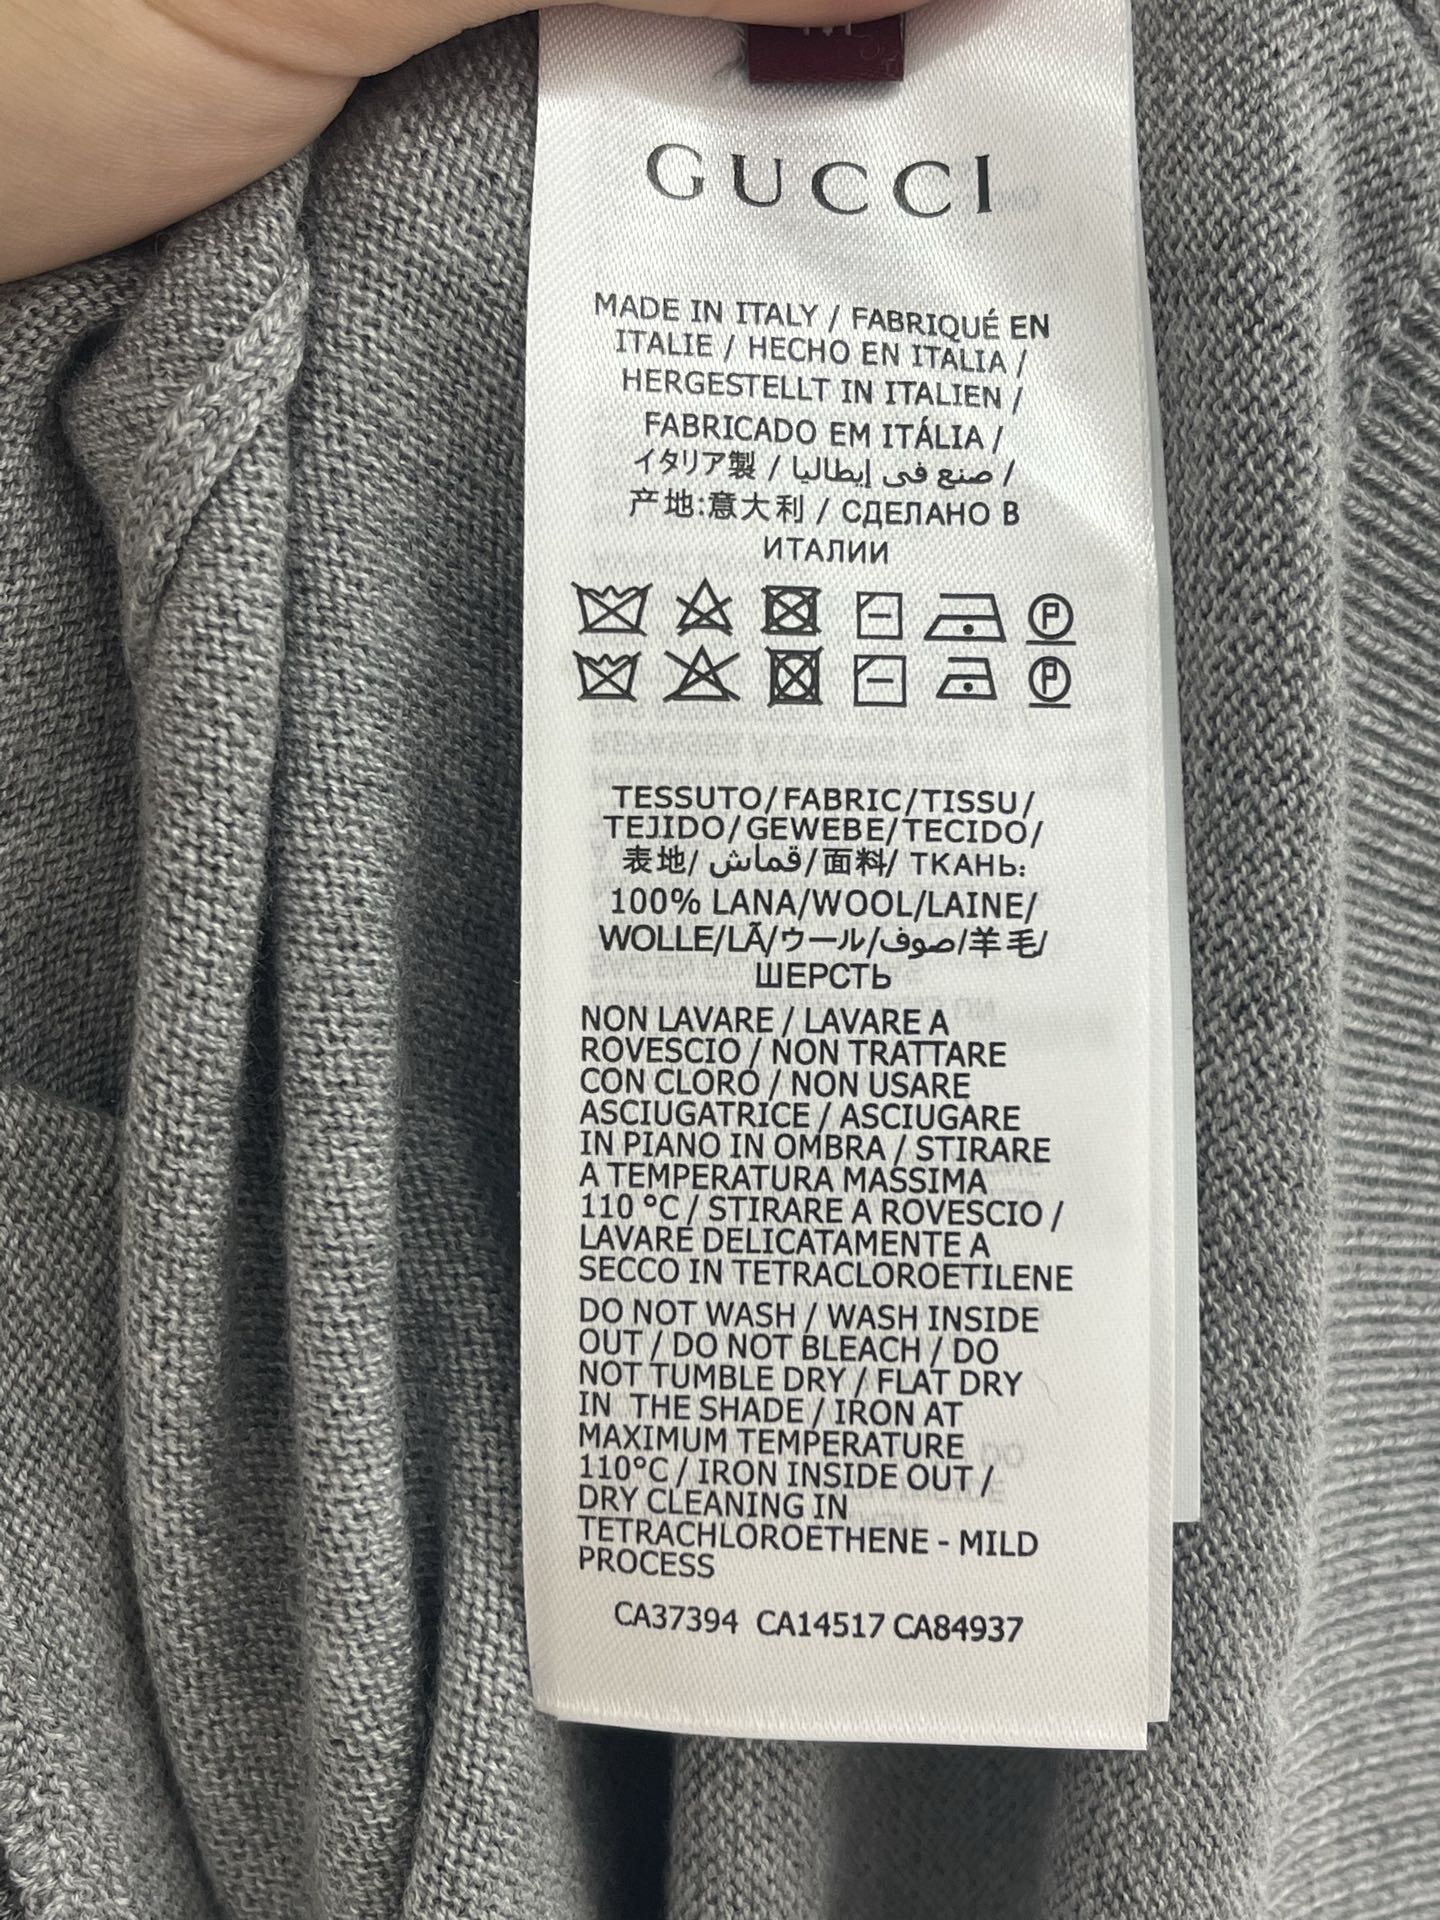 GUCCI
MADE IN ITALY / FABRIQUÉ EN
ITALIE / HECHO EN ITALIA /
HERGESTELLT IN ITALIEN /
FABRICADO EM ITÁLIA /
イタリア製 / صنع في إيطاليا /
产地:意大利 / СДЕЛАНО В
ИТАЛИИ
P
P
TESSUTO/FABRIC/TISSU/
TEJIDO/GEWEBE/TECIDO/
表地/ قماش/面料/ ТКАНЬ:
100% LANA/WOOL/LAINE/
WOLLE/LÃ/ウール/صوف/羊毛/
ШЕРСТЬ
NON LAVARE / LAVARE A
ROVESCIO / NON TRATTARE
CON CLORO / NON USARE
ASCIUGATRICE / ASCIUGARE
IN PIANO IN OMBRA / STIRARE
A TEMPERATURA MASSIMA
110 °C / STIRARE A ROVESCIO /
LAVARE DELICATAMENTE A
SECCO IN TETRACLOROETILENE
DO NOT WASH / WASH INSIDE
OUT / DO NOT BLEACH / DO
NOT TUMBLE DRY / FLAT DRY
IN THE SHADE / IRON AT
MAXIMUM TEMPERATURE
110°C / IRON INSIDE OUT /
DRY CLEANING IN
TETRACHLOROETHENE - MILD
PROCESS
CA37394 CA14517 CA84937